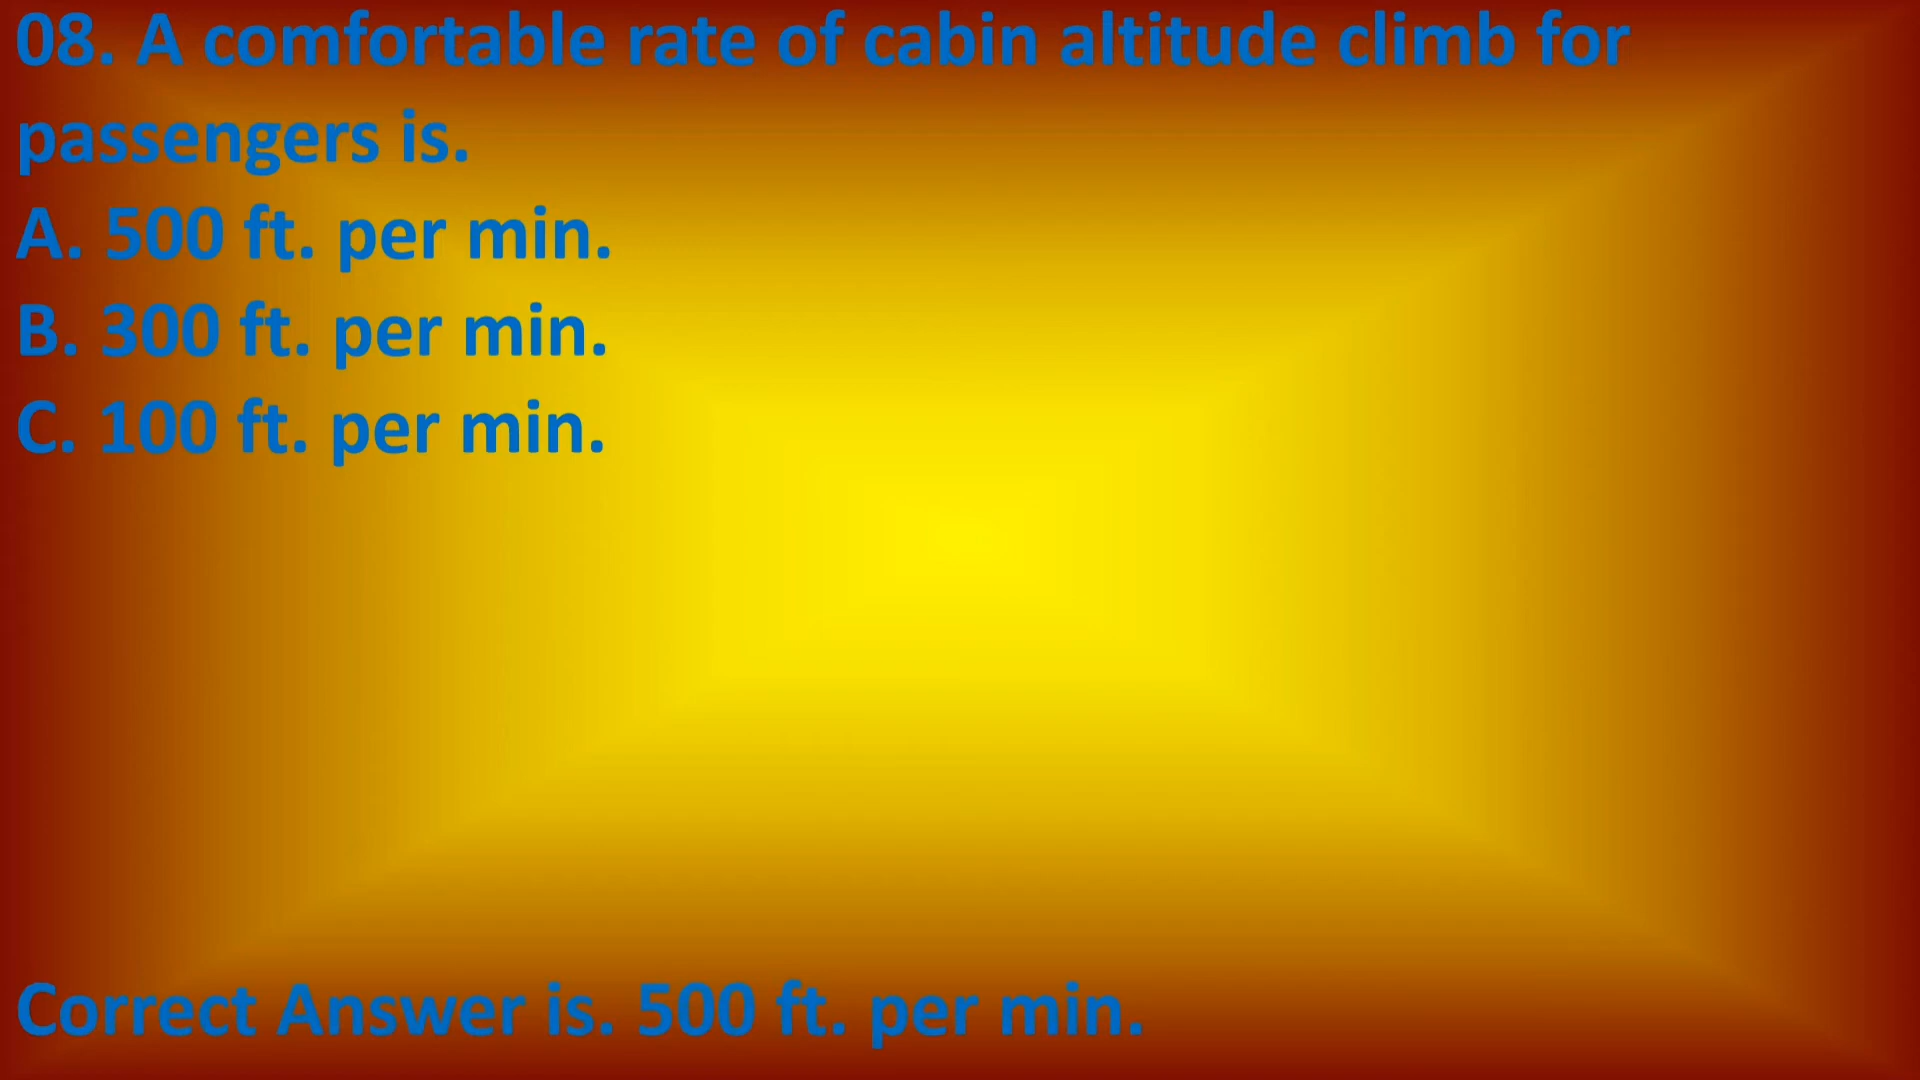 08. A comfortable rate of cabin altitude climb for
passengers is.
A. 500 ft. per min.
B. 300 ft. per min.
C. 100 ft. per min.
Correct Answer is. 500 ft. per min.